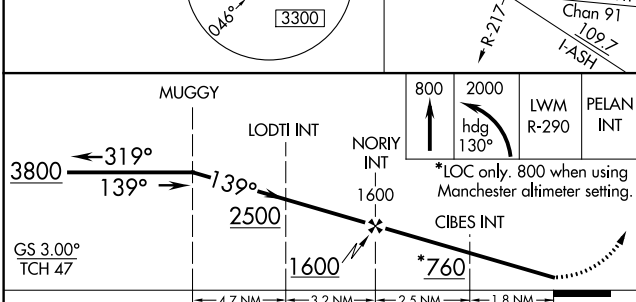 046°
3300
R-217
Chan 91
109.7
I-ASH
MUGGY
LODTI INT
NORIY
INT
1600
CIBES INT
800
2000
hdg
130°
LWM
R-290
PELAN
INT
*LOC only. 800 when using
Manchester altimeter setting.
3800
319°
139°
139°
2500
1600
*760
GS 3.00°
TCH 47
4.7 NM
3.2 NM
2.5 NM
1.8 NM